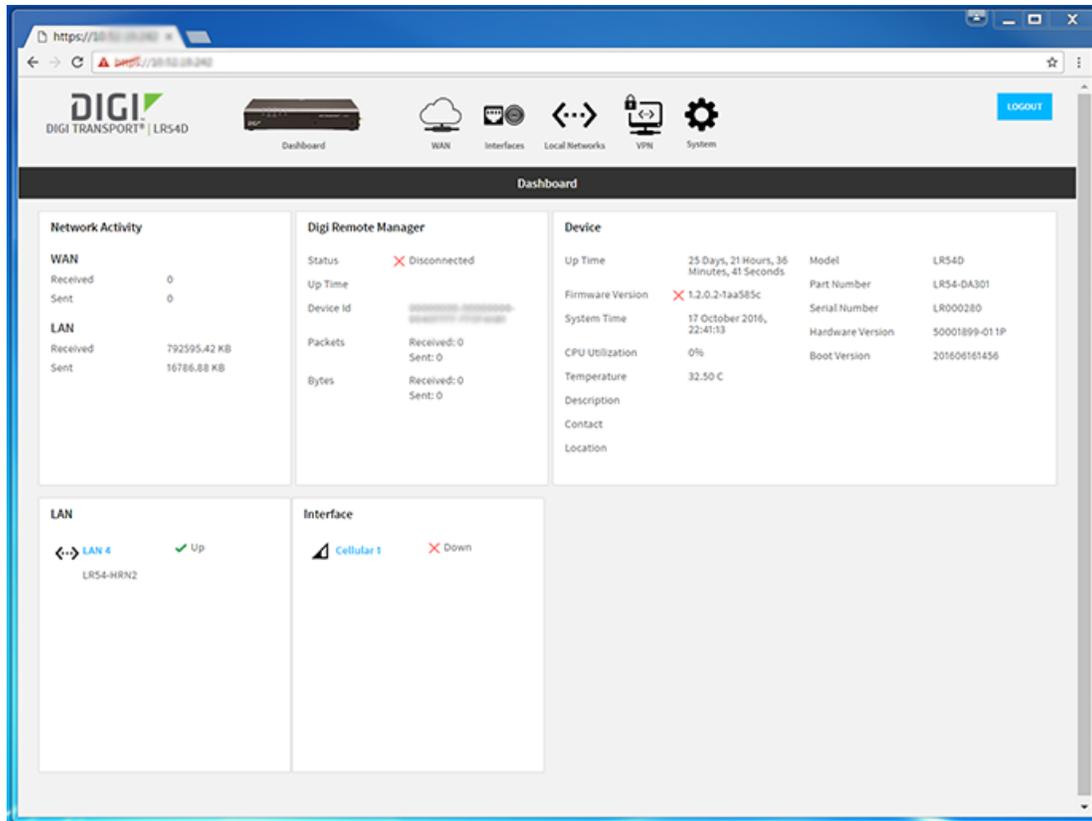 https://
https://
DIGI
DIGI TRANSPORT® | LR54D
Dashboard
WAN
Interfaces
Local Networks
VPN
System
LOGOUT
Dashboard
Network Activity
WAN
Received 0
Sent 0
LAN
Received 792595.42 KB
Sent 16786.88 KB
Digi Remote Manager
Status Disconnected
Up Time
Device Id
Packets Received: 0
Sent: 0
Bytes Received: 0
Sent: 0
Device
Up Time 25 Days, 21 Hours, 36
Minutes, 41 Seconds
Firmware Version 1.2.0.2-1aa585c
System Time 17 October 2016,
22:41:13
CPU Utilization 0%
Temperature 32.50 C
Description
Contact
Location
Model LR54D
Part Number LR54-DA301
Serial Number LR000280
Hardware Version 50001899-01 1P
Boot Version 201606161456
LAN
LAN 4 Up
LR54-HRN2
Interface
Cellular 1 Down